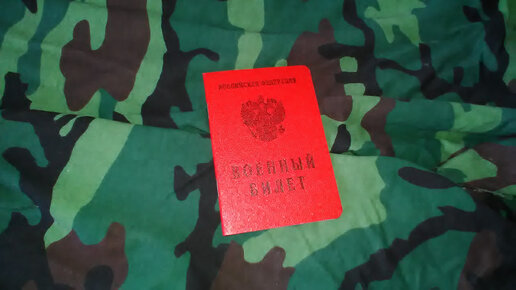 РОССИЙСКАЯ ФЕДЕРАЦИЯ
ВОЕННЫЙ
БИЛЕТ